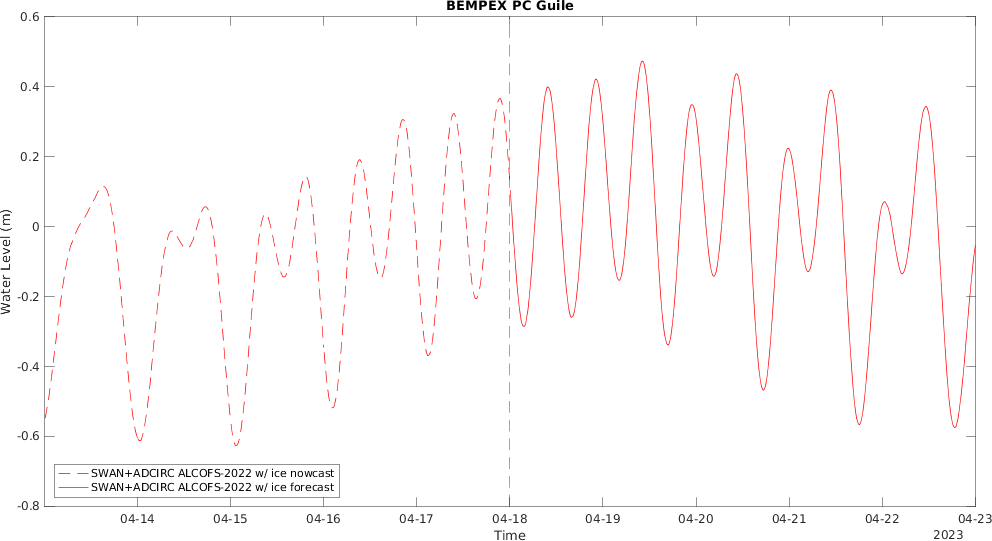 BEMPEX PC Guile
0.6
0.4
0.2
0
-0.2
-0.4
-0.6
-0.8
Water Level (m)
SWAN+ADCIRC ALCOFS-2022 w/ ice nowcast
SWAN+ADCIRC ALCOFS-2022 w/ ice forecast
04-14 04-15 04-16 04-17 04-18 04-19 04-20 04-21 04-22 04-23
Time
2023